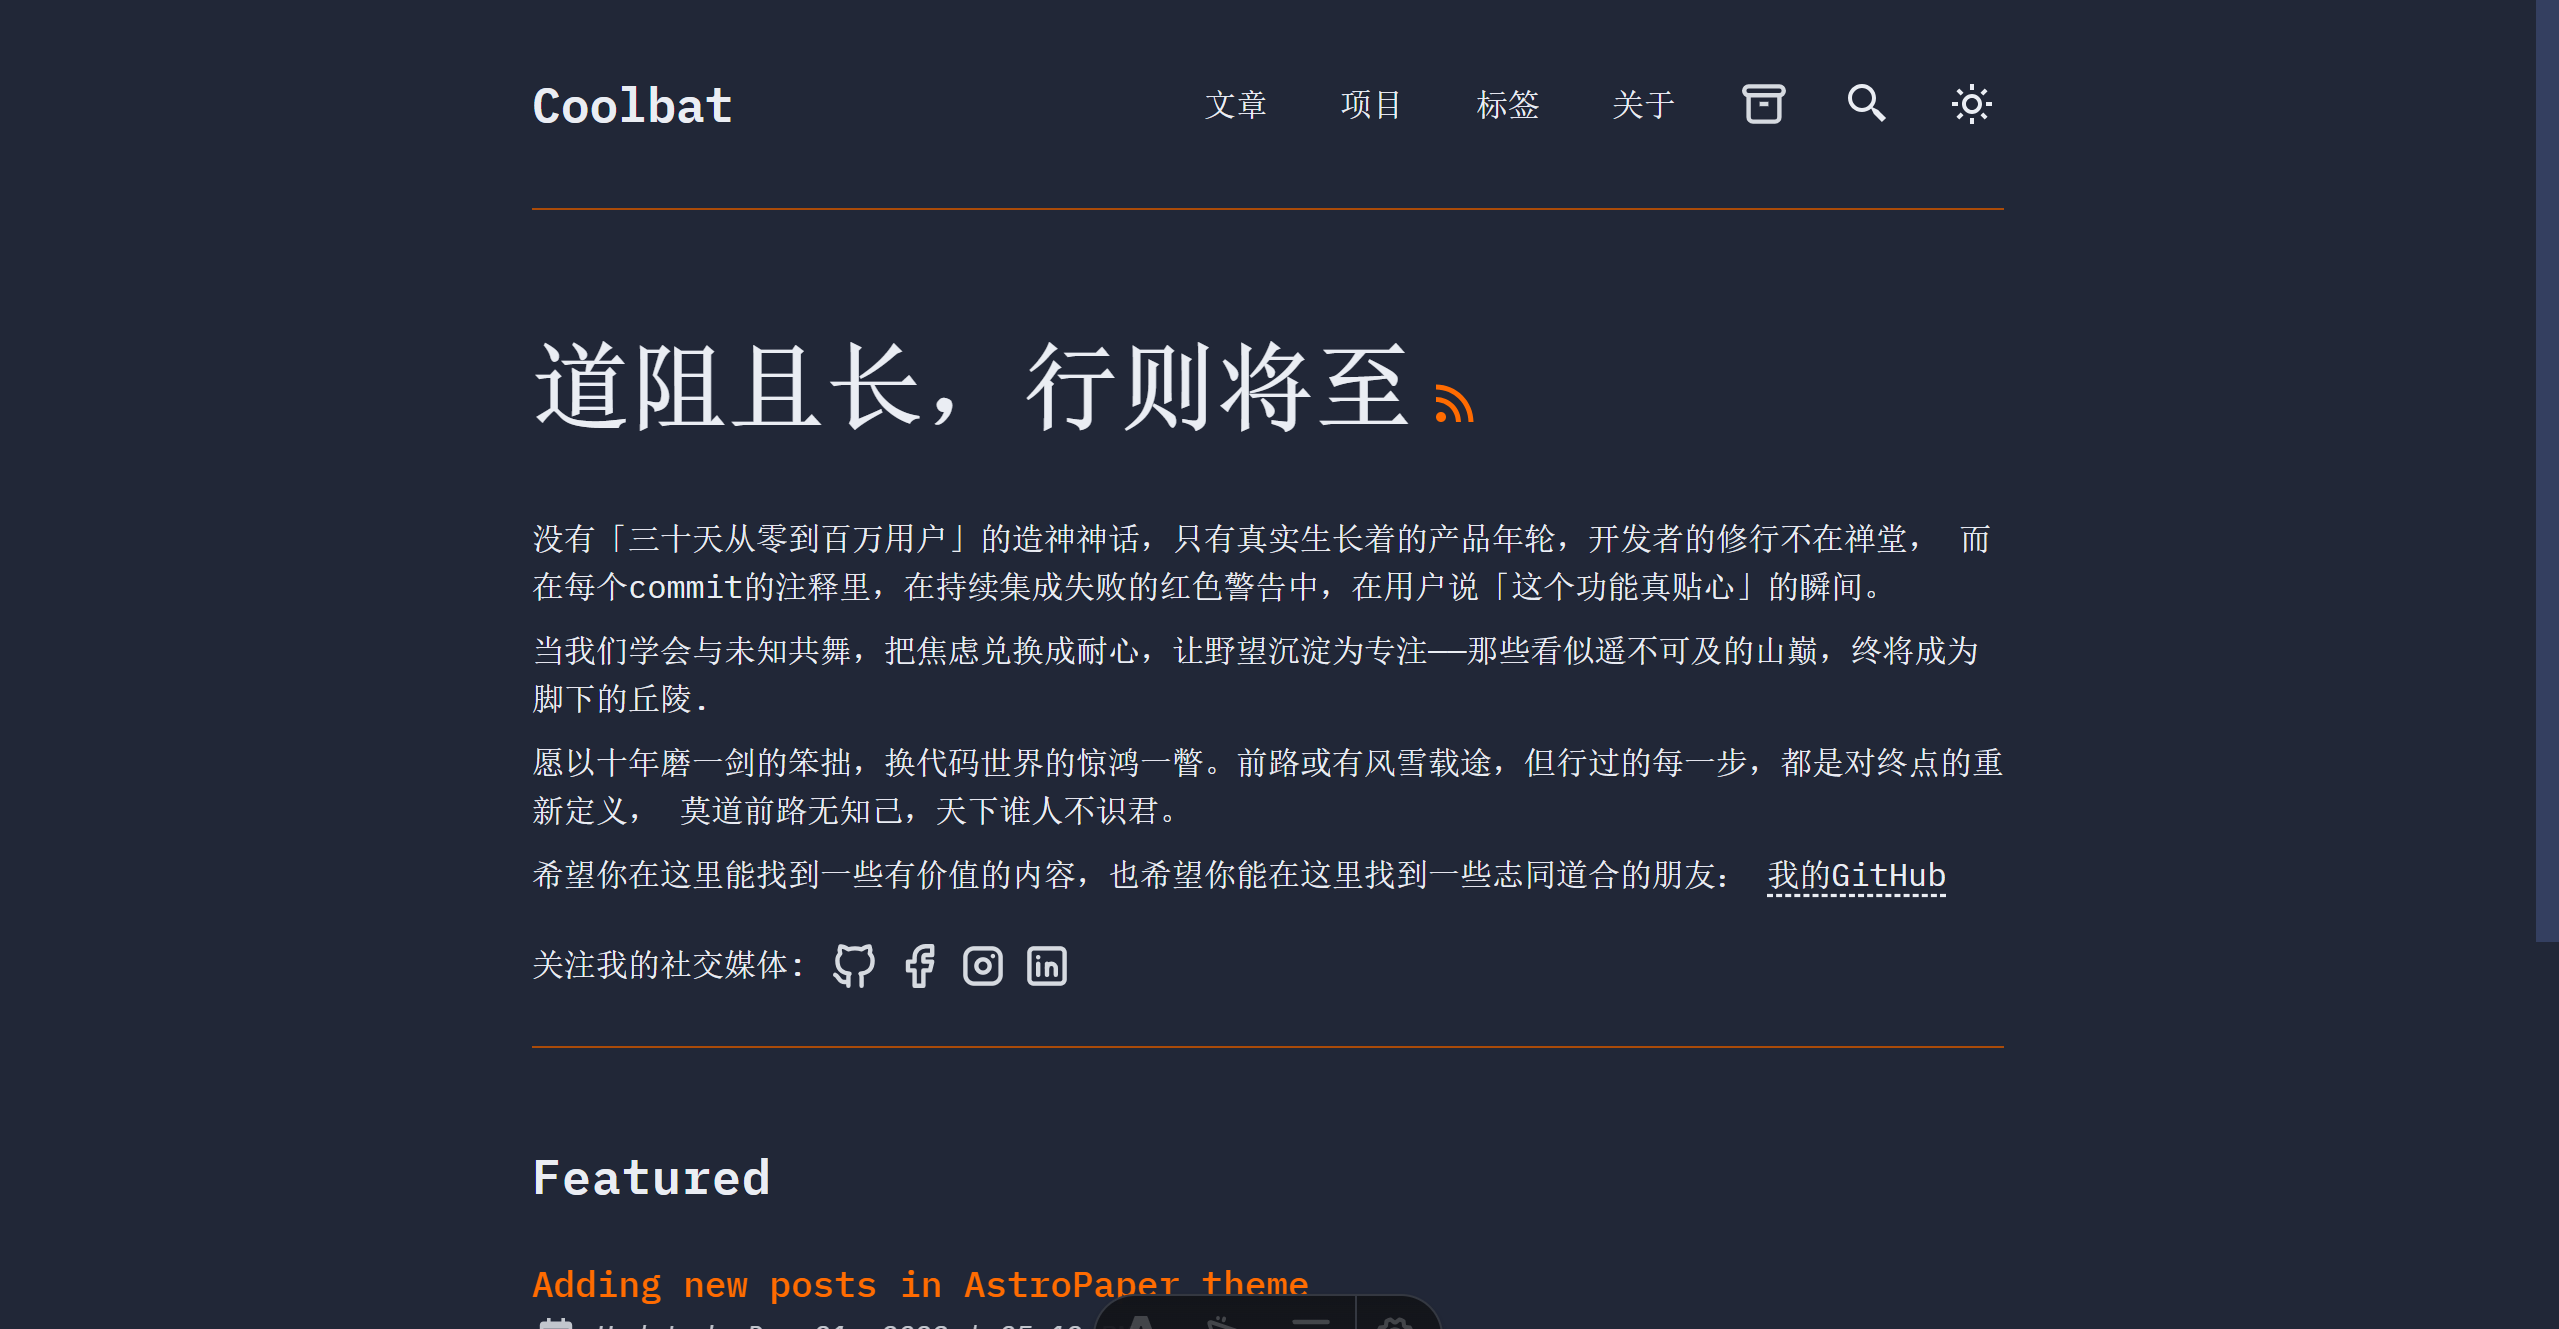 Coolbat
文章 项目 标签 关于
道阻且长，行则将至
没有「三十天从零到百万用户」的造神神话，只有真实生长着的产品年轮，开发者的修行不在禅堂， 而
在每个commit的注释里，在持续集成失败的红色警告中，在用户说「这个功能真贴心」的瞬间。
当我们学会与未知共舞，把焦虑兑换成耐心，让野望沉淀为专注——那些看似遥不可及的山巅，终将成为
脚下的丘陵.
愿以十年磨一剑的笨拙，换代码世界的惊鸿一瞥。前路或有风雪载途，但行过的每一步，都是对终点的重
新定义， 莫道前路无知己，天下谁人不识君。
希望你在这里能找到一些有价值的内容，也希望你能在这里找到一些志同道合的朋友： 我的GitHub
关注我的社交媒体:
Featured
Adding new posts in AstroPaper theme